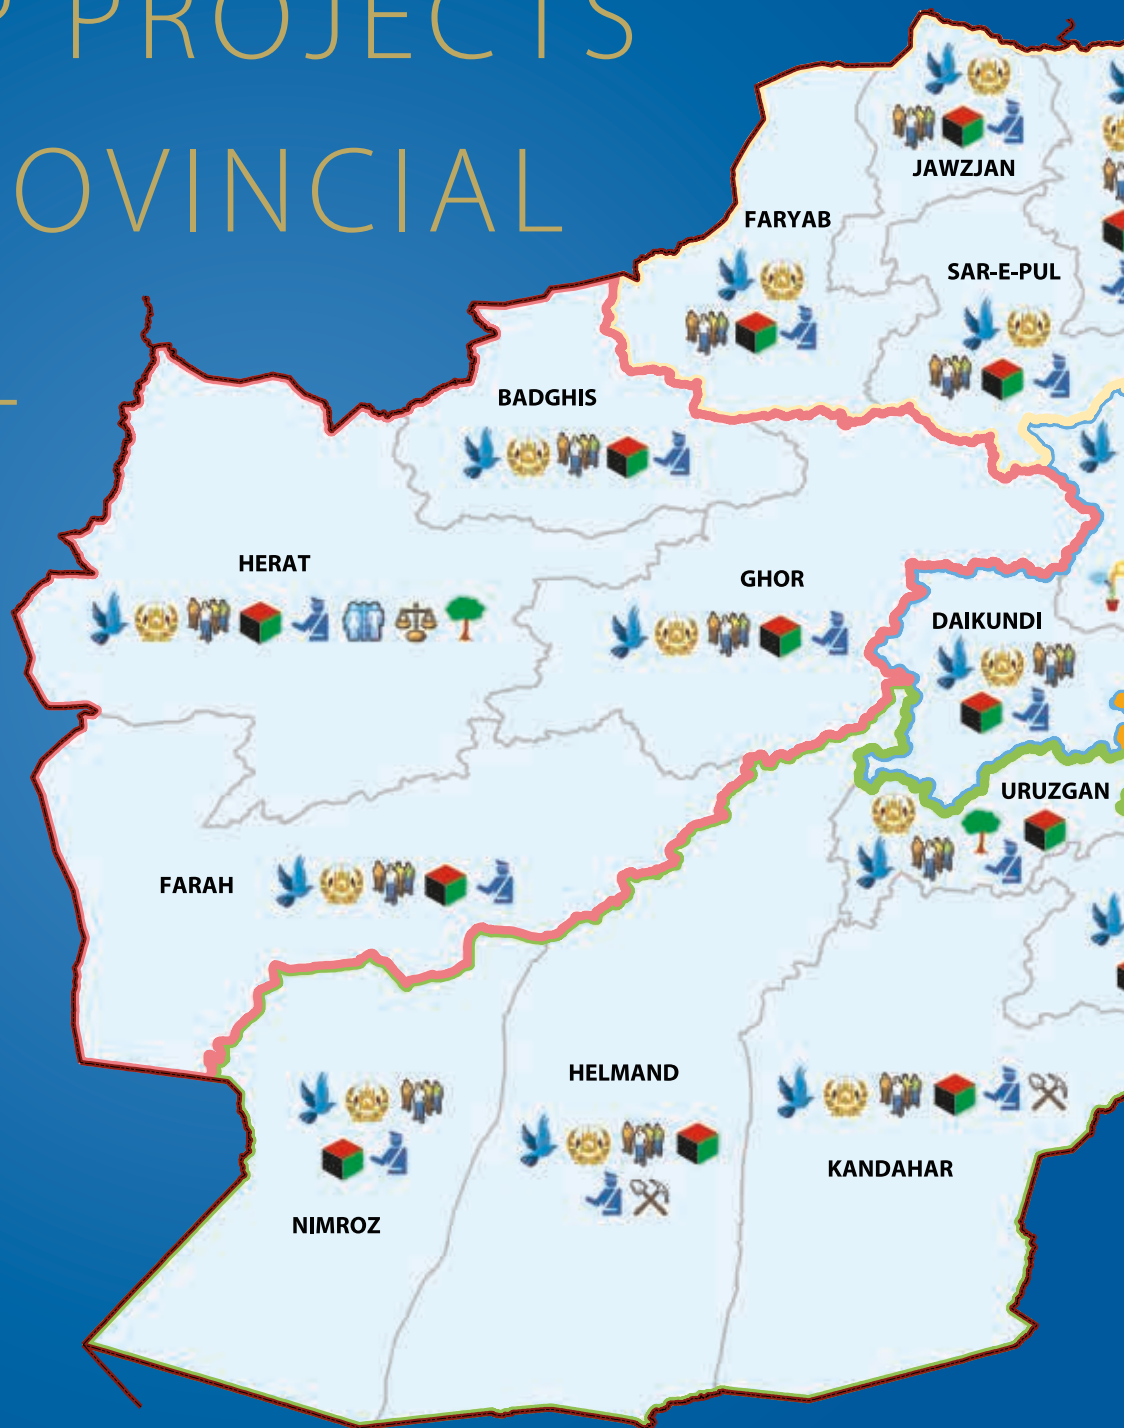 PROJECTS
OVINCIAL
JAWZJAN
FARYAB
SAR-E-PUL
BADGHIS
HERAT
GHOR
DAIKUNDI
URUZGAN
FARAH
HELMAND
KANDAHAR
NIMROZ